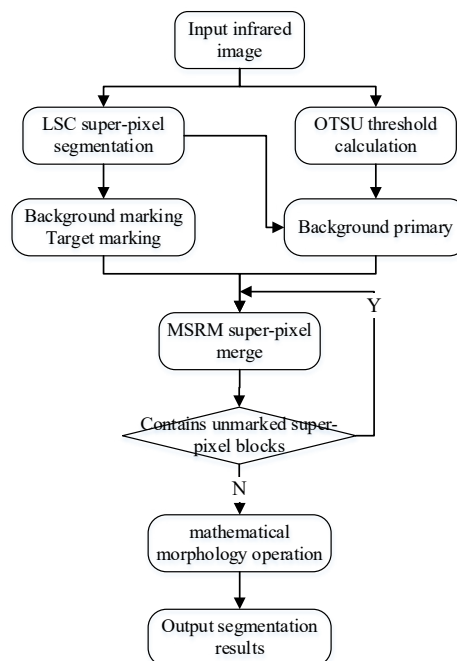 Input infrared
image
LSC super-pixel
segmentation
OTSU threshold
calculation
Background marking
Target marking
Background primary
Y
MSRM super-pixel
merge
Contains unmarked super-
pixel blocks
N
mathematical
morphology operation
Output segmentation
results